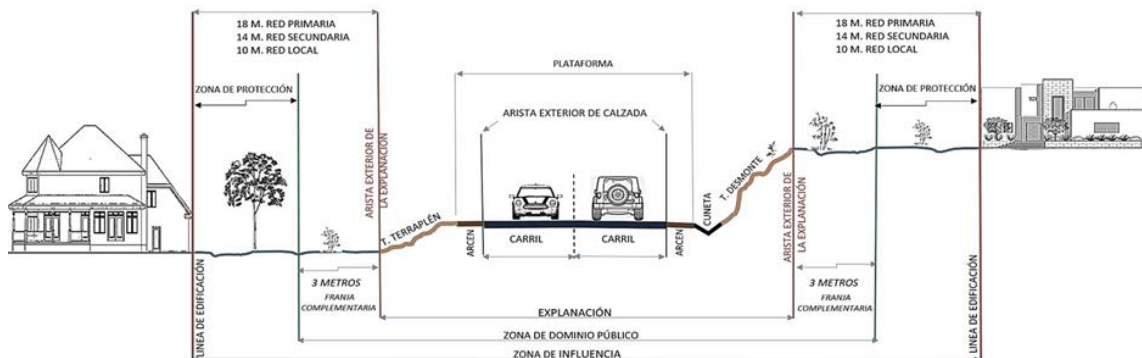 18 M. RED PRIMARIA
14 M. RED SECUNDARIA
10 M. RED LOCAL
ZONA DE PROTECCIÓN
ARISTA EXTERIOR DE
LA EXPLANACIÓN
PLATAFORMA
ARISTA EXTERIOR DE CALZADA
18 M. RED PRIMARIA
14 M. RED SECUNDARIA
10 M. RED LOCAL
ZONA DE PROTECCIÓN
T. TERRAPLÉN
ARCEN
CARRIL
CARRIL
ARCEN
CUNETA
T. DESMONTE
ARISTA EXTERIOR DE
LA EXPLANACIÓN
LINEA DE EDIFICACIÓN
3 METROS
FRANJA
COMPLEMENTARIA
3 METROS
FRANJA
COMPLEMENTARIA
LINEA DE EDIFICACIÓN
EXPLANACIÓN
ZONA DE DOMINIO PÚBLICO
ZONA DE INFLUENCIA